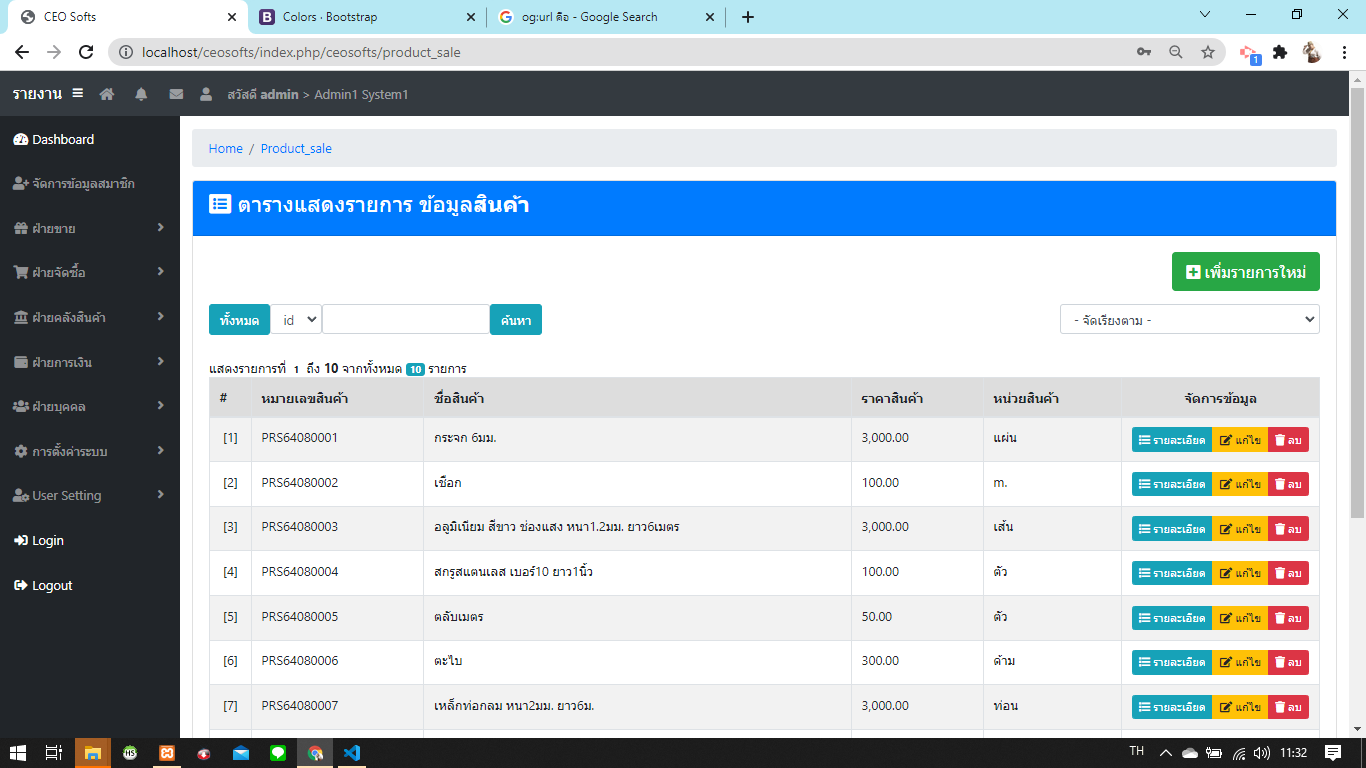 CEO Softs
Colors · Bootstrap
og:url คือ - Google Search
localhost/ceosofts/index.php/ceosofts/product_sale
1
รายงาน
สวัสดี admin > Admin1 System1
Dashboard
จัดการข้อมูลสมาชิก
ฝ่ายขาย
ฝ่ายจัดซื้อ
ฝ่ายคลังสินค้า
ฝ่ายการเงิน
ฝ่ายบุคคล
การตั้งค่าระบบ
User Setting
Login
Logout
Home / Product_sale
ตารางแสดงรายการ ข้อมูลสินค้า
เพิ่มรายการใหม่
ทั้งหมด id ค้นหา - จัดเรียงตาม -
แสดงรายการที่ 1 ถึง 10 จากทั้งหมด 10 รายการ
# หมายเลขสินค้า ชื่อสินค้า ราคาสินค้า หน่วยสินค้า จัดการข้อมูล
[1] PRS64080001 กระจก 6มม. 3,000.00 แผ่น รายละเอียด แก้ไข ลบ
[2] PRS64080002 เชือก 100.00 m. รายละเอียด แก้ไข ลบ
[3] PRS64080003 อลูมิเนียม สีขาว ช่องแสง หนา1.2มม. ยาว6เมตร 3,000.00 เส้น รายละเอียด แก้ไข ลบ
[4] PRS64080004 สกรูสแตนเลส เบอร์10 ยาว1นิ้ว 100.00 ตัว รายละเอียด แก้ไข ลบ
[5] PRS64080005 ตลับเมตร 50.00 ตัว รายละเอียด แก้ไข ลบ
[6] PRS64080006 ตะไบ 300.00 ด้าม รายละเอียด แก้ไข ลบ
[7] PRS64080007 เหล็กท่อกลม หนา2มม. ยาว6ม. 3,000.00 ท่อน รายละเอียด แก้ไข ลบ
HS
TH
11:32